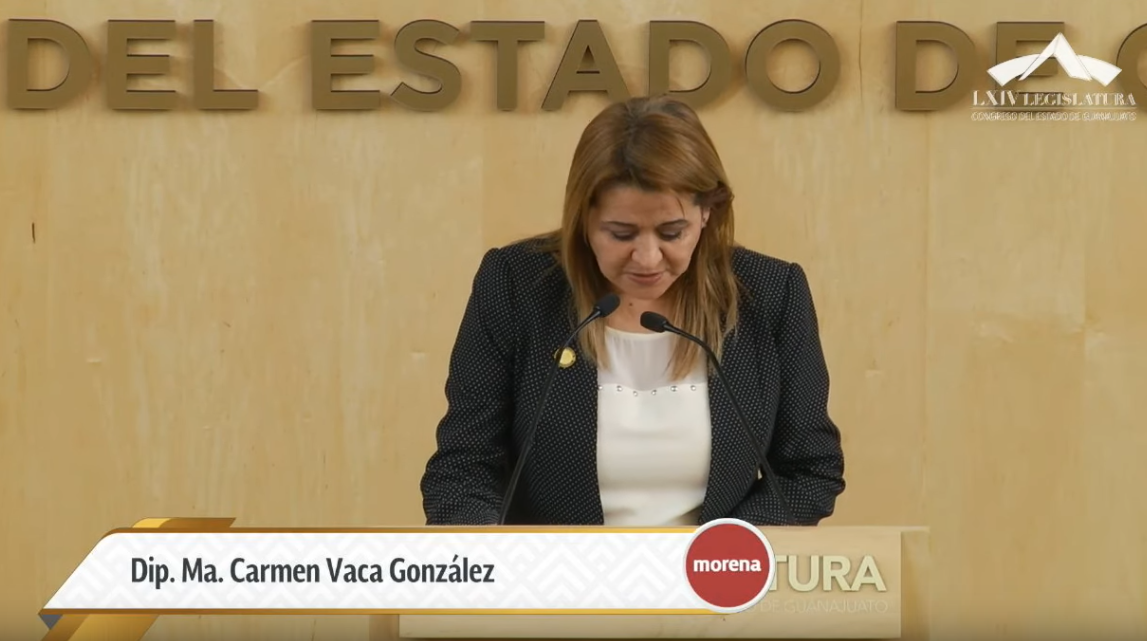 DEL ESTADO DE
LXIV LEGISLATURA
CONGRESO DEL ESTADO DE GUANAJUATO
Dip. Ma. Carmen Vaca González
morena
TURA
DE GUANAJUATO